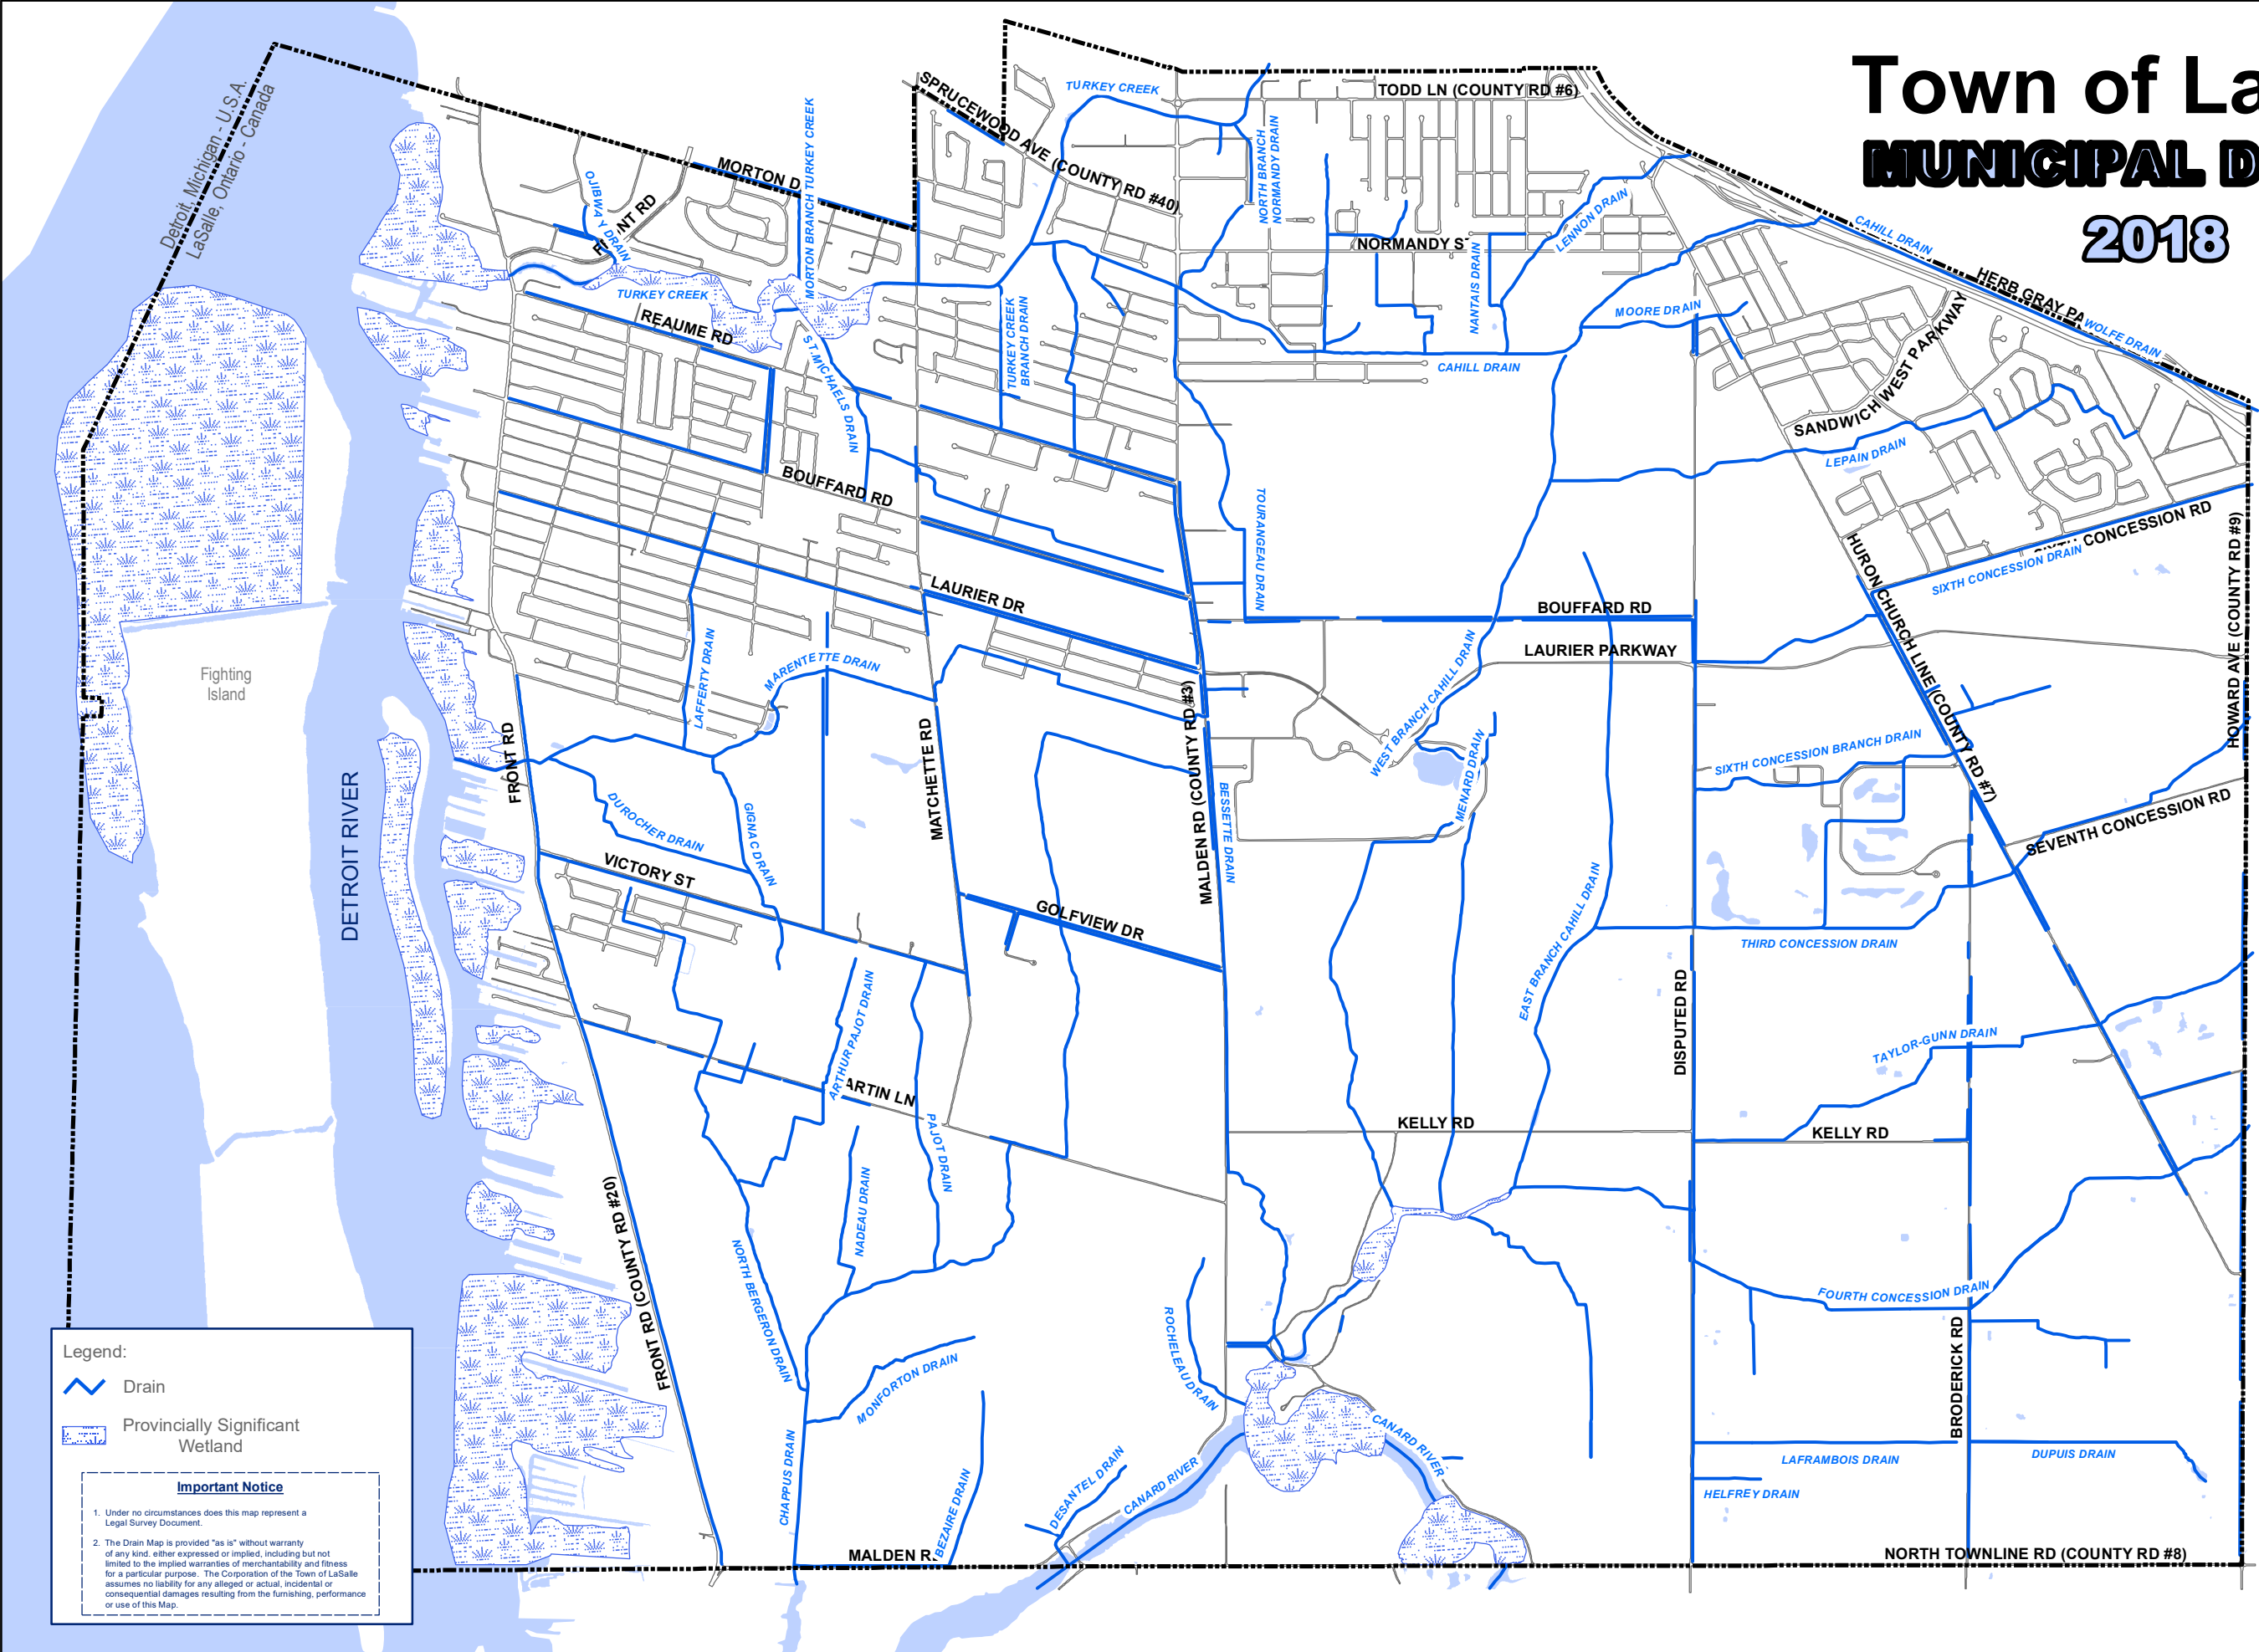 Town of La
MUNICIPAL D
2018
Detroit, Michigan - U.S.A.
LaSalle, Ontario - Canada
SPRUCEWOOD AVE (COUNTY RD #40)
TURKEY CREEK
TODD LN (COUNTY RD #6)
MORTON D
MORTON BRANCH TURKEY CREEK
NORTH BRANCH
NORMANDY DRAIN
OJIBWAY DRAIN
NT RD
NORMANDY ST
NANTAIS DRAIN
LENNON DRAIN
CAHILL DRAIN
HERB GRAY PA
WOLFE DRAIN
TURKEY CREEK
REAUME RD
TURKEY CREEK
BRANCH DRAIN
MOORE DRAIN
CAHILL DRAIN
ST.MICHAELS DRAIN
SANDWICH WEST PARKWAY
LEPAIN DRAIN
BOUFFARD RD
TOURANGEAU DRAIN
CONCESSION RD
SIXTH CONCESSION DRAIN
HOWARD AVE (COUNTY RD #9)
HURON CHURCH LINE (COUNTY RD #7)
LAURIER DR
BOUFFARD RD
LAURIER PARKWAY
Fighting
Island
LAFFERTY DRAIN
MARENTETTE DRAIN
WEST BRANCH CAHILL DRAIN
MENARD DRAIN
SIXTH CONCESSION BRANCH DRAIN
FRONT RD
MATCHETTE RD
MALDEN RD (COUNTY RD #3)
BESSETTE DRAIN
DETROIT RIVER
DUROCHER DRAIN
GIGNAC DRAIN
SEVENTH CONCESSION RD
VICTORY ST
GOLFVIEW DR
EAST BRANCH CAHILL DRAIN
THIRD CONCESSION DRAIN
DISPUTED RD
ARTHUR PAJOT DRAIN
TAYLOR-GUNN DRAIN
ARTIN LN
PAJOT DRAIN
KELLY RD
KELLY RD
NADEAU DRAIN
FRONT RD (COUNTY RD #20)
NORTH BERGERON DRAIN
ROCHELEAU DRAIN
FOURTH CONCESSION DRAIN
BRODERICK RD
MONFORTON DRAIN
CHAPPUS DRAIN
BEZAIRE DRAIN
DESANTEL DRAIN
CANARD RIVER
CANARD RIVER
LAFRAMBOIS DRAIN
DUPUIS DRAIN
HELFREY DRAIN
MALDEN R
NORTH TOWNLINE RD (COUNTY RD #8)
Legend:
Drain
Provincially Significant
Wetland
Important Notice
1. Under no circumstances does this map represent a
Legal Survey Document.
2. The Drain Map is provided "as is" without warranty
of any kind. either expressed or implied, including but not
limited to the implied warranties of merchantability and fitness
for a particular purpose. The Corporation of the Town of LaSalle
assumes no liability for any alleged or actual, incidental or
consequential damages resulting from the furnishing, performance
or use of this Map.